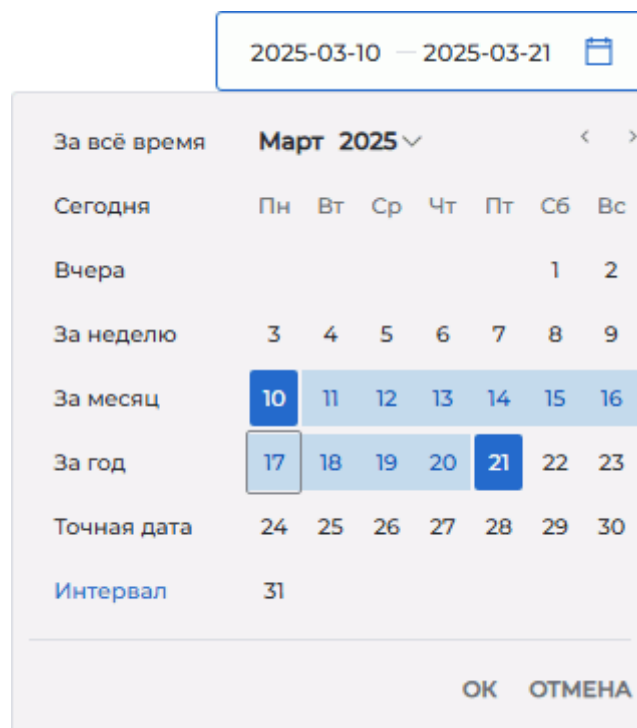 2025-03-10 — 2025-03-21
За всё время Март 2025 < >
Сегодня Пн Вт Ср Чт Пт Сб Вс
Вчера 1 2
За неделю 3 4 5 6 7 8 9
За месяц 10 11 12 13 14 15 16
За год 17 18 19 20 21 22 23
Точная дата 24 25 26 27 28 29 30
Интервал 31
ОК ОТМЕНА